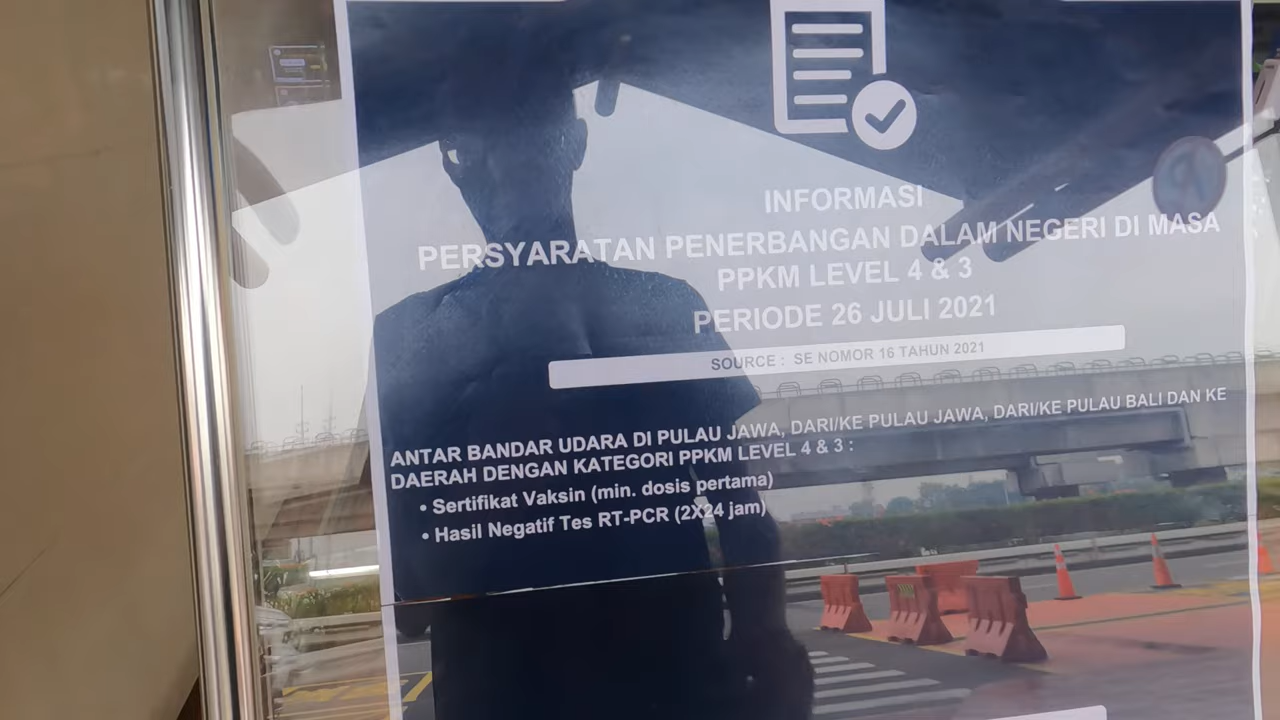 INFORMASI
PERSYARATAN PENERBANGAN DALAM NEGERI DI MASA
PPKM LEVEL 4 & 3
PERIODE 26 JULI 2021
SOURCE : SE NOMOR 16 TAHUN 2021
ANTAR BANDAR UDARA DI PULAU JAWA, DARI/KE PULAU JAWA, DARI/KE PULAU BALI DAN KE
DAERAH DENGAN KATEGORI PPKM LEVEL 4 & 3 :
• Sertifikat Vaksin (min. dosis pertama)
• Hasil Negatif Tes RT-PCR (2X24 jam)